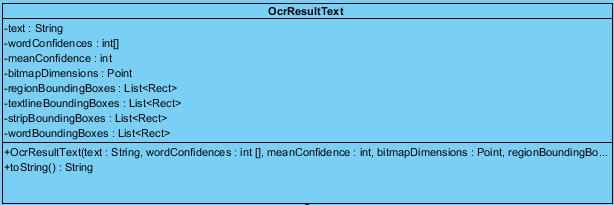 OcrResultText
-text : String
-wordConfidences : int[]
-meanConfidence : int
-bitmapDimensions : Point
-regionBoundingBoxes : List<Rect>
-textlineBoundingBoxes : List<Rect>
-stripBoundingBoxes : List<Rect>
-wordBoundingBoxes : List<Rect>
+OcrResultText(text : String, wordConfidences : int [], meanConfidence : int, bitmapDimensions : Point, regionBoundingBo...
+toString() : String